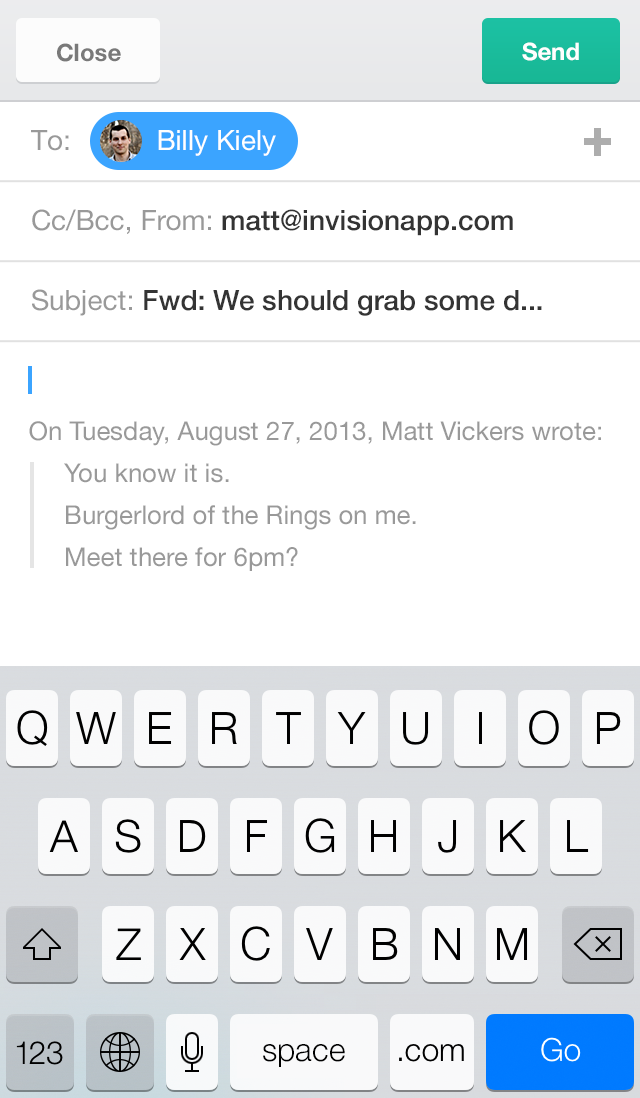 Close Send
To: Billy Kiely
Cc/Bcc, From: matt@invisionapp.com
Subject: Fwd: We should grab some d...
On Tuesday, August 27, 2013, Matt Vickers wrote:
You know it is.
Burgerlord of the Rings on me.
Meet there for 6pm?
Q W E R T Y U I O P
A S D F G H J K L
Z X C V B N M
123 space .com Go